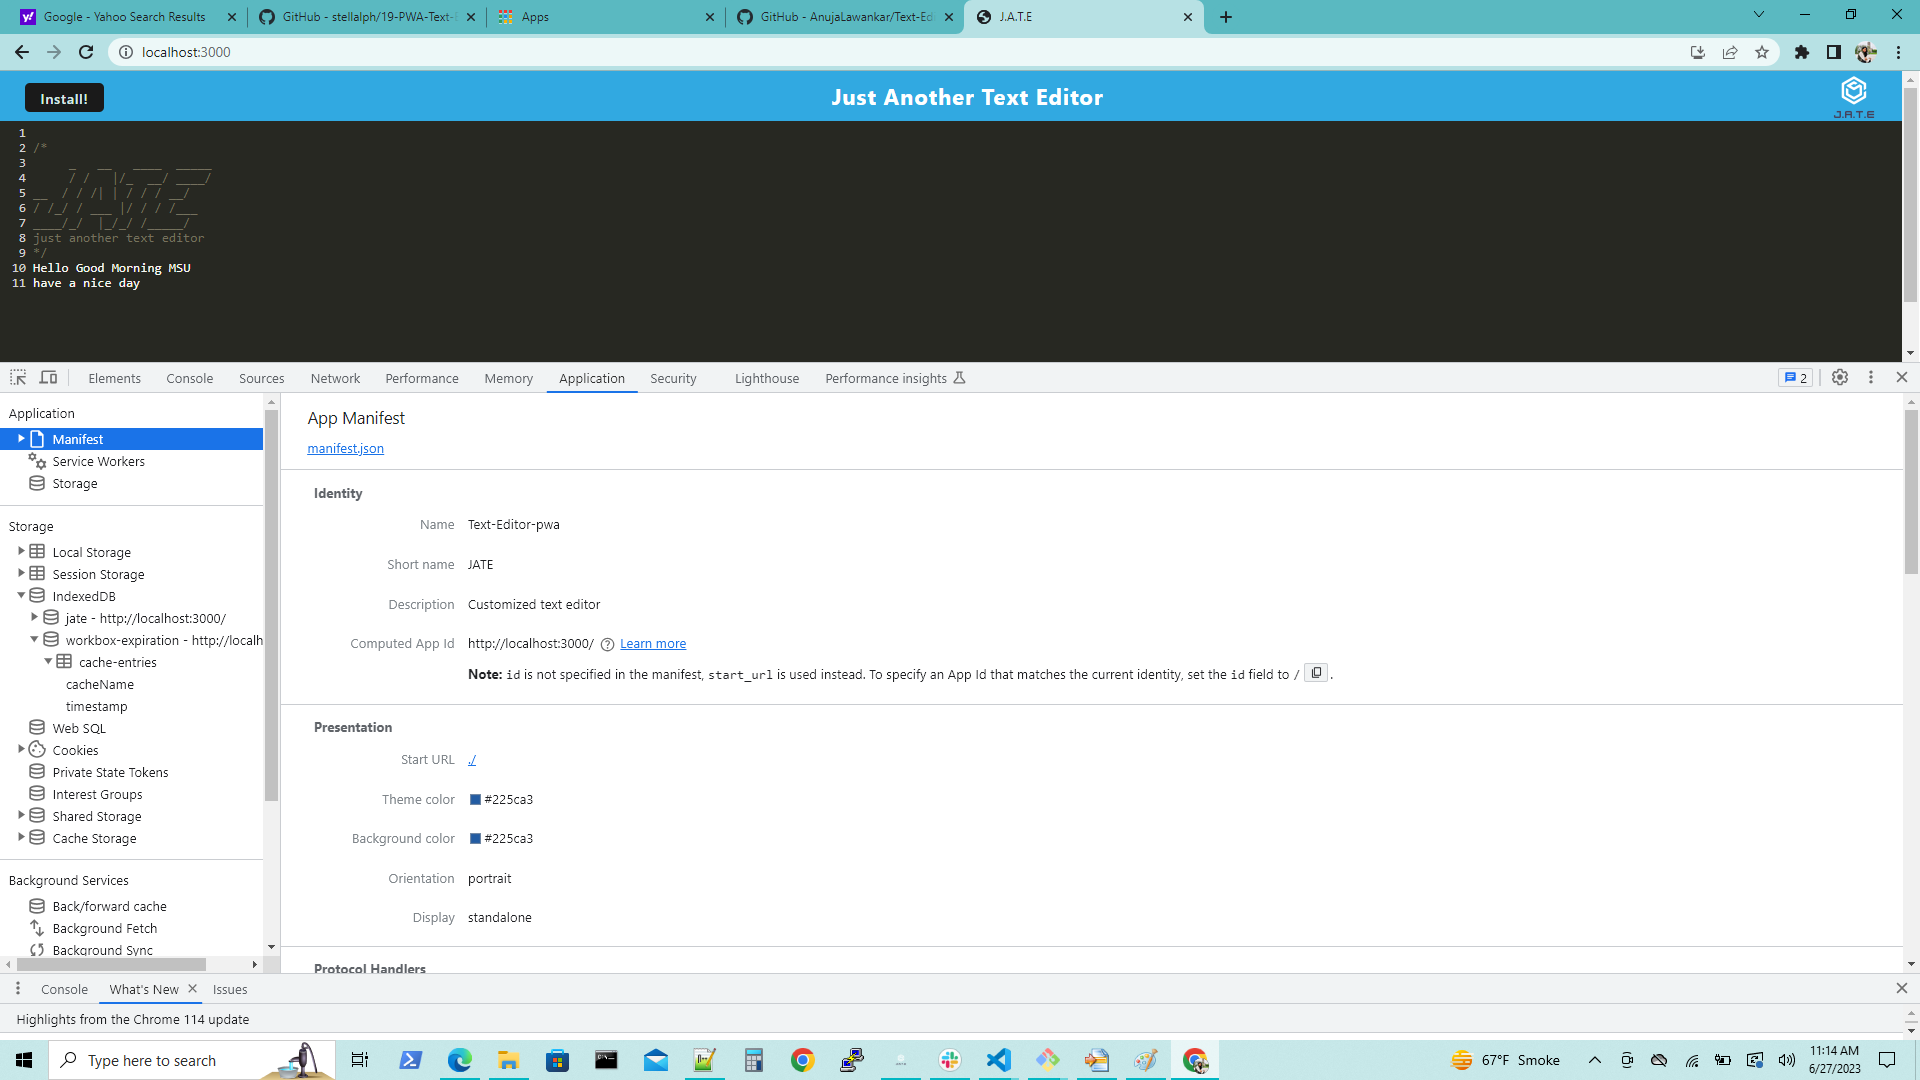 Google - Yahoo Search Results
GitHub - stellalph/19-PWA-Text-E
Apps
GitHub - AnujaLawankar/Text-Ed
J.A.T.E
localhost:3000
Install!
Just Another Text Editor
J.A.T.E
1
2 /*
3
4
5
6
7
8 just another text editor
9 */
10 Hello Good Morning MSU
11 have a nice day
Elements Console Sources Network Performance Memory Application Security Lighthouse Performance insights 2
Application
Manifest
Service Workers
Storage
Storage
Local Storage
Session Storage
IndexedDB
jate - http://localhost:3000/
workbox-expiration - http://localh
cache-entries
cacheName
timestamp
Web SQL
Cookies
Private State Tokens
Interest Groups
Shared Storage
Cache Storage
Background Services
Back/forward cache
Background Fetch
Background Sync
App Manifest
manifest.json
Identity
Name Text-Editor-pwa
Short name JATE
Description Customized text editor
Computed App Id http://localhost:3000/ Learn more
Note: id is not specified in the manifest, start_url is used instead. To specify an App Id that matches the current identity, set the id field to / .
Presentation
Start URL ./
Theme color #225ca3
Background color #225ca3
Orientation portrait
Display standalone
Protocol Handlers
Console What's New Issues
Highlights from the Chrome 114 update
Type here to search
67°F Smoke
11:14 AM
6/27/2023